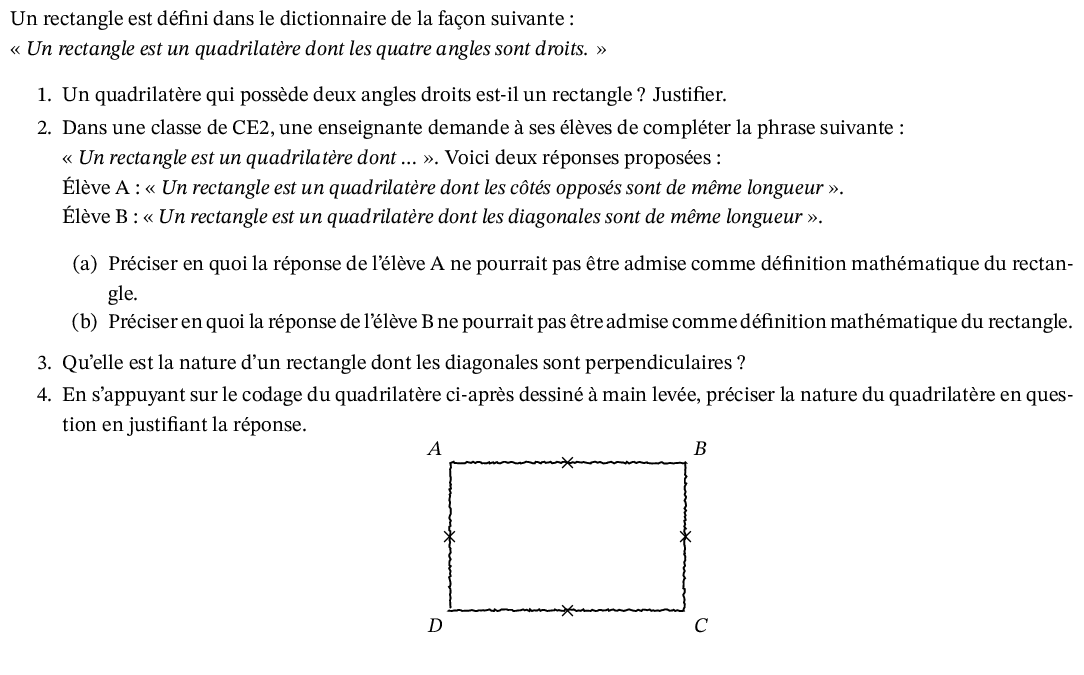 Un rectangle est défini dans le dictionnaire de la façon suivante :
« Un rectangle est un quadrilatère dont les quatre angles sont droits. »
1. Un quadrilatère qui possède deux angles droits est-il un rectangle ? Justifier.
2. Dans une classe de CE2, une enseignante demande à ses élèves de compléter la phrase suivante :
« Un rectangle est un quadrilatère dont ... ». Voici deux réponses proposées :
Élève A : « Un rectangle est un quadrilatère dont les côtés opposés sont de même longueur ».
Élève B : « Un rectangle est un quadrilatère dont les diagonales sont de même longueur ».
(a) Préciser en quoi la réponse de l'élève A ne pourrait pas être admise comme définition mathématique du rectan-
gle.
(b) Préciser en quoi la réponse de l'élève B ne pourrait pas être admise comme définition mathématique du rectangle.
3. Qu'elle est la nature d'un rectangle dont les diagonales sont perpendiculaires ?
4. En s'appuyant sur le codage du quadrilatère ci-après dessiné à main levée, préciser la nature du quadrilatère en ques-
tion en justifiant la réponse.
A B
D C